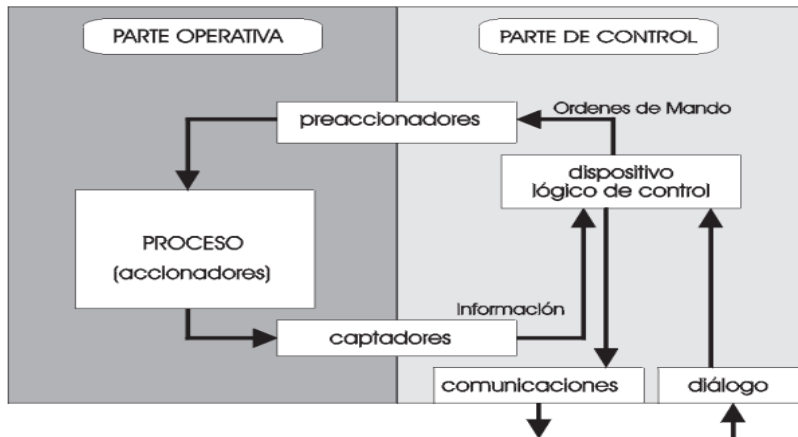 PARTE OPERATIVA
PARTE DE CONTROL
preaccionadores
Ordenes de Mando
dispositivo
lógico de control
PROCESO
(accionadores)
Información
captadores
comunicaciones
diálogo